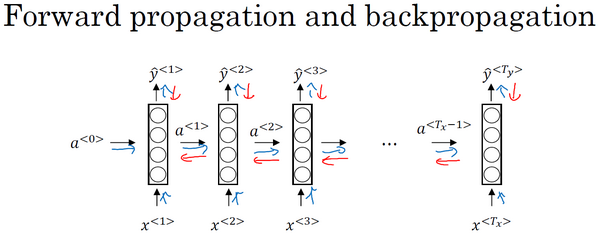 Forward propagation and backpropagation
ŷ<1> ŷ<2> ŷ<3> ŷ<Ty>
a<0> a<1> a<2> ... a<Tx−1>
x<1> x<2> x<3> x<Tx>